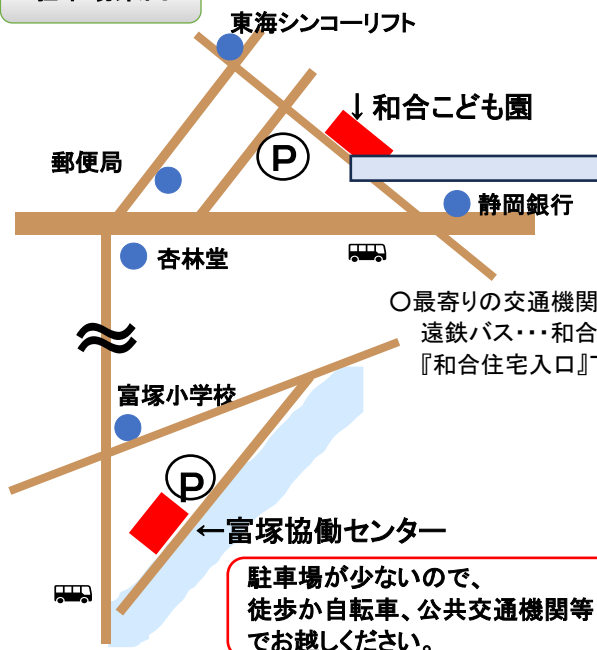 東海シンコーリフト
↓和合こども園
P
郵便局
静岡銀行
杏林堂
○最寄りの交通機関
遠鉄バス・・・和合
『和合住宅入口』
富塚小学校
P
←富塚協働センター
駐車場が少ないので、
徒歩か自転車、公共交通機関等
でお越しください。